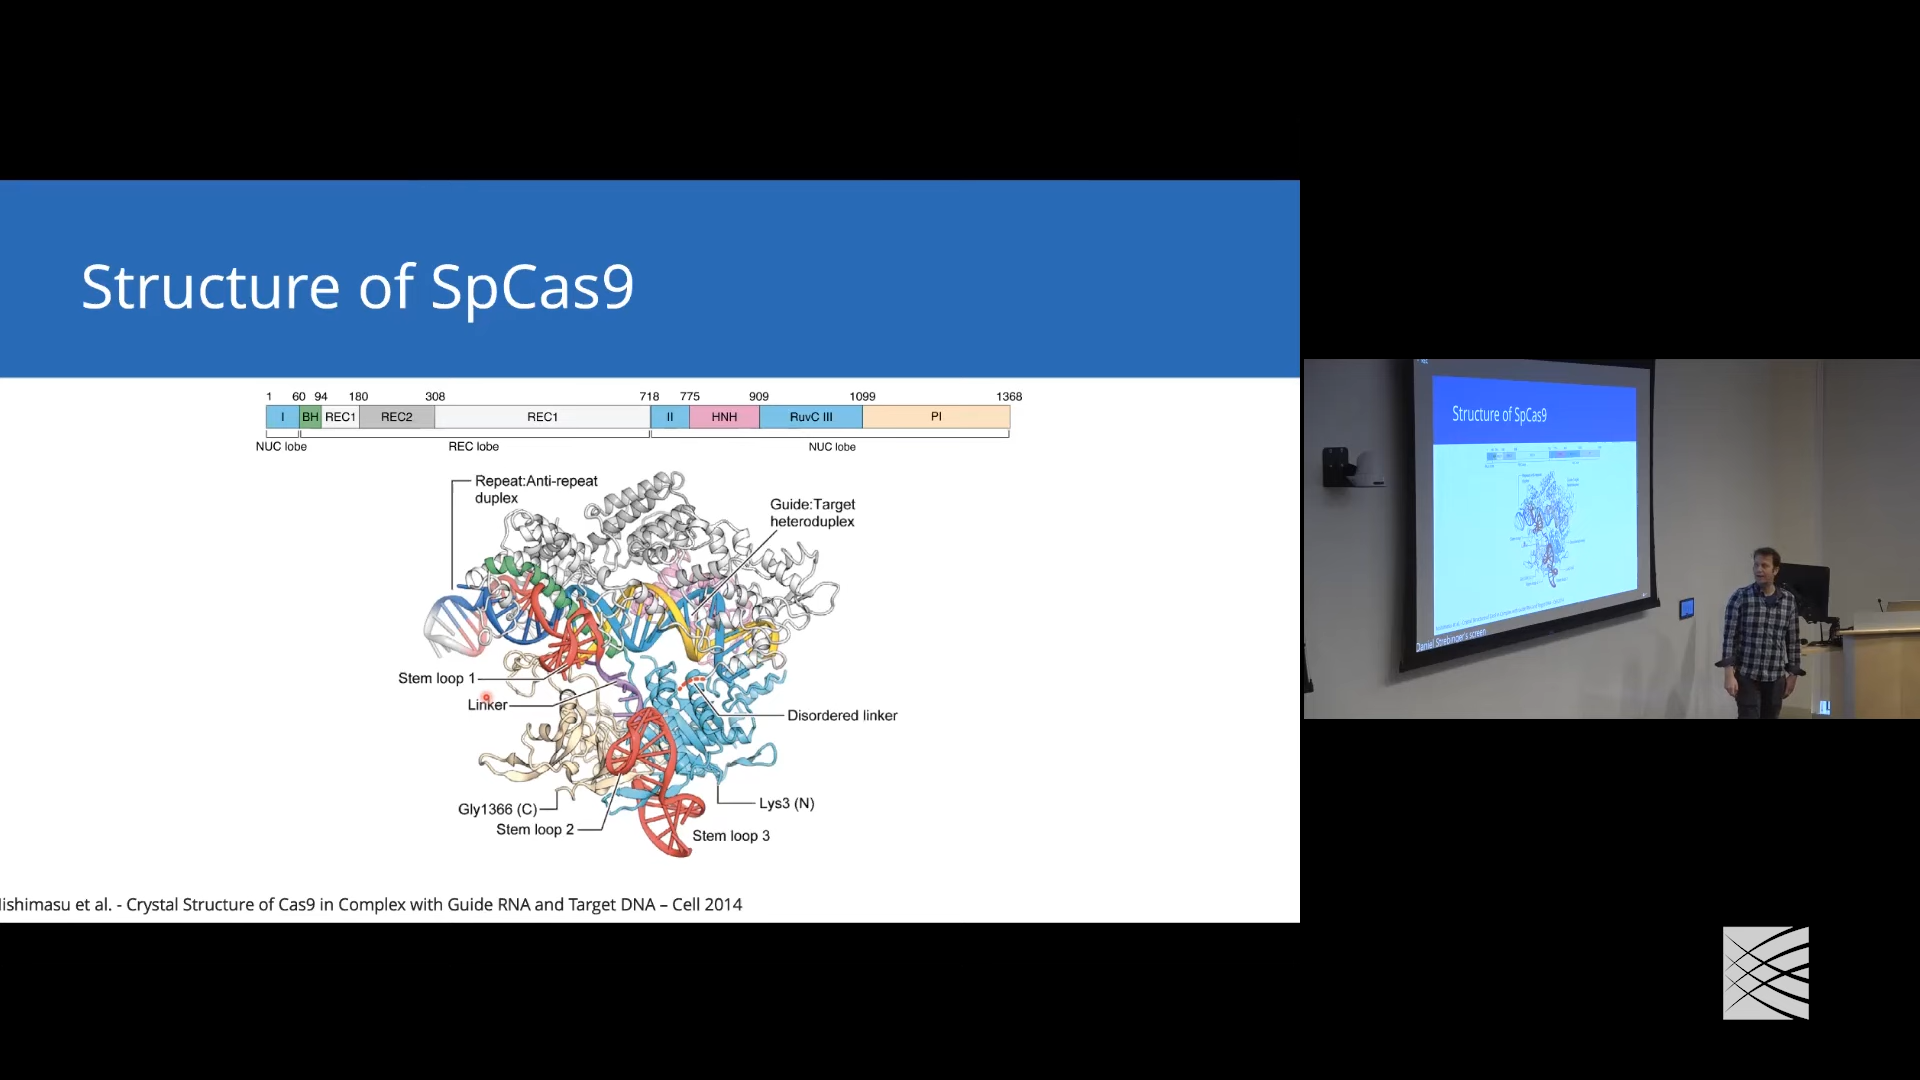 Structure of SpCas9
1 60 94 180 308 718 775 909 1099 1368
I BH REC1 REC2 REC1 II HNH RuvC III PI
NUC lobe REC lobe NUC lobe
Repeat:Anti-repeat
duplex
Guide:Target
heteroduplex
Stem loop 1
Linker
Disordered linker
Gly1366 (C)
Lys3 (N)
Stem loop 2
Stem loop 3
ishimasu et al. - Crystal Structure of Cas9 in Complex with Guide RNA and Target DNA – Cell 2014
Structure of SpCas9
Daniel Strebinger's screen